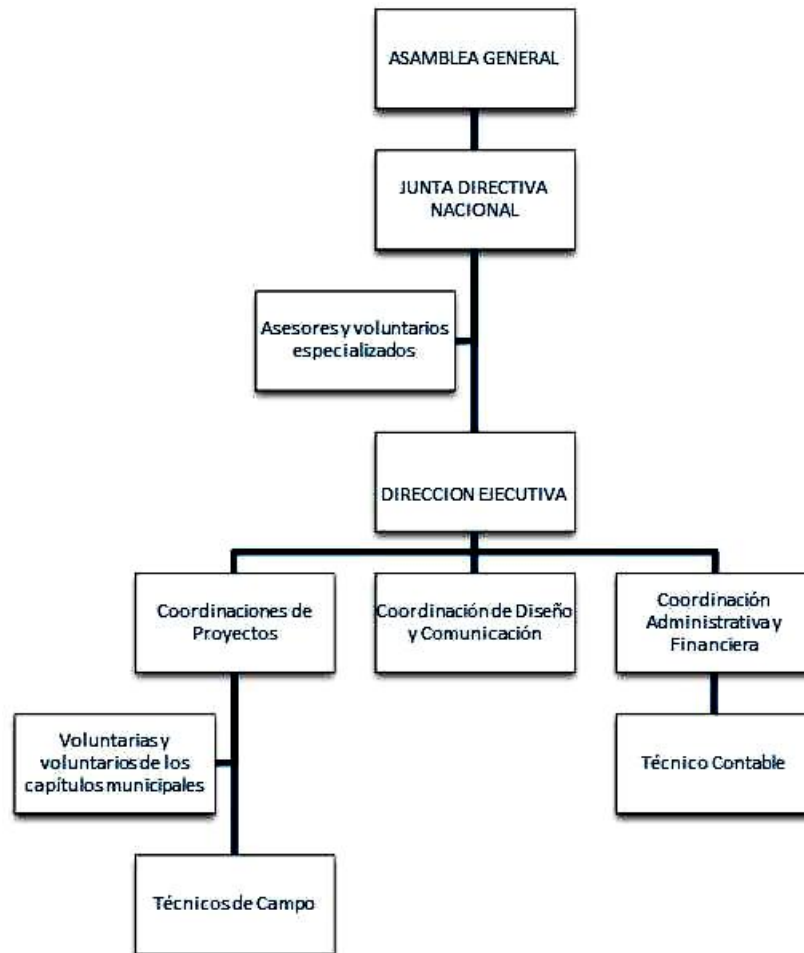 ASAMBLEA GENERAL
JUNTA DIRECTIVA
NACIONAL
Asesores y voluntarios
especializados
DIRECCION EJECUTIVA
Coordinaciones de
Proyectos
Coordinación de Diseño
y Comunicación
Coordinación
Administrativa y
Financiera
Voluntarias y
voluntarios de los
capítulos municipales
Técnico Contable
Técnicos de Campo